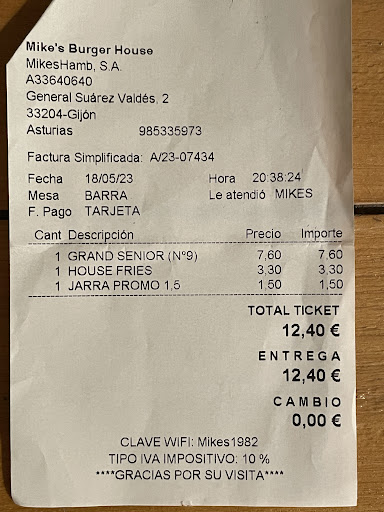 Mike's Burger House
MikesHamb, S.A.
A33640640
General Suárez Valdés, 2
33204-Gijón
Asturias 985335973
Factura Simplificada: A/23-07434
Fecha 18/05/23 Hora 20:38:24
Mesa BARRA Le atendió MIKES
F. Pago TARJETA
Cant Descripción Precio Importe
1 GRAND SENIOR (Nº9) 7,60 7,60
1 HOUSE FRIES 3,30 3,30
1 JARRA PROMO 1,5 1,50 1,50
TOTAL TICKET
12,40 €
ENTREGA
12,40 €
CAMBIO
0,00 €
CLAVE WIFI: Mikes1982
TIPO IVA IMPOSITIVO: 10 %
****GRACIAS POR SU VISITA****